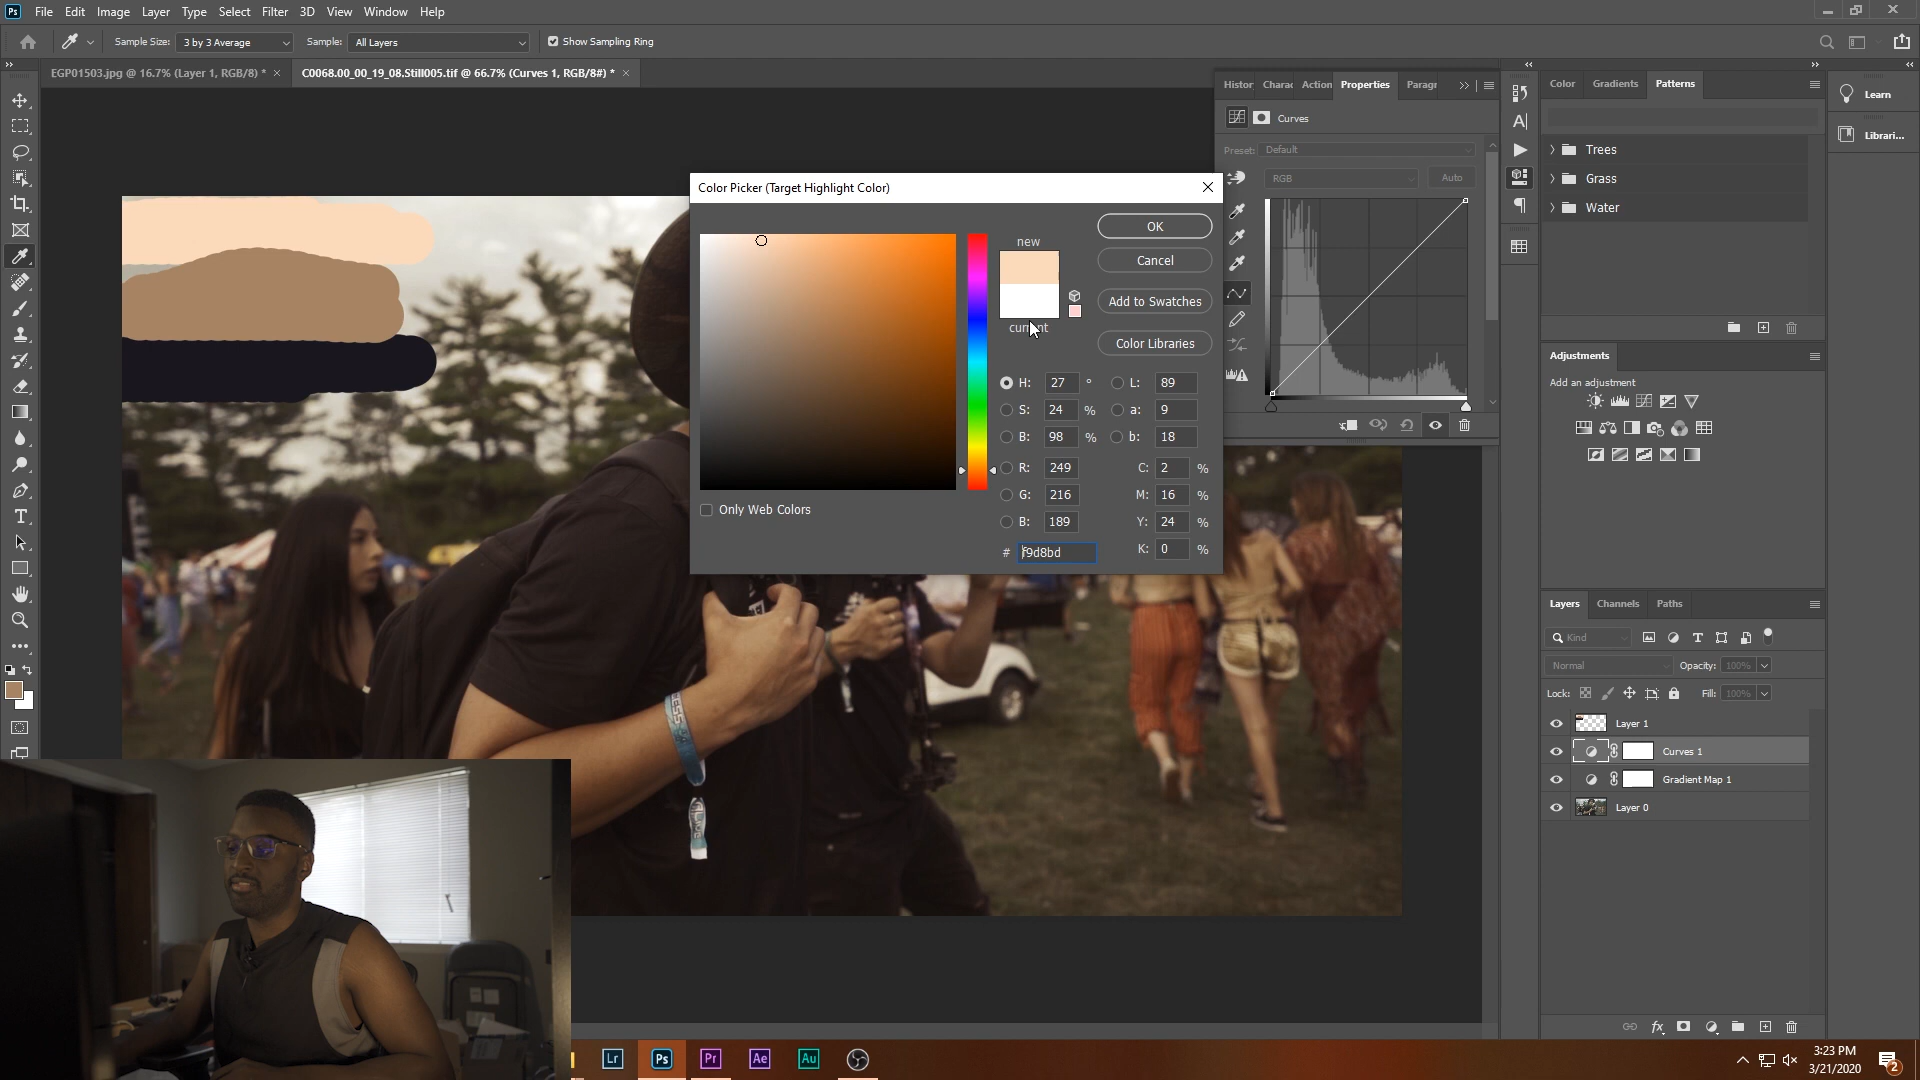 Ps File Edit Image Layer Type Select Filter 3D View Window Help
Sample Size: 3 by 3 Average Sample: All Layers Show Sampling Ring
EGP01503.jpg @ 16.7% (Layer 1, RGB/8) * × C0068.00_00_19_08.Still005.tif @ 66.7% (Curves 1, RGB/8#) * ×
Histor Charac Action Properties Paragr
Curves
Preset: Default
RGB Auto
Color Picker (Target Highlight Color)
new
current
OK
Cancel
Add to Swatches
Color Libraries
H: 27 ° L: 89
S: 24 % a: 9
B: 98 % b: 18
R: 249 C: 2 %
G: 216 M: 16 %
B: 189 Y: 24 %
# f9d8bd K: 0 %
Only Web Colors
Color Gradients Patterns
Trees
Grass
Water
Learn
Librari...
Adjustments
Add an adjustment
Layers Channels Paths
Kind
Normal Opacity: 100%
Lock: Fill: 100%
Layer 1
Curves 1
Gradient Map 1
Layer 0
fx
Lr Ps Pr Ae Au
3:23 PM
3/21/2020
2